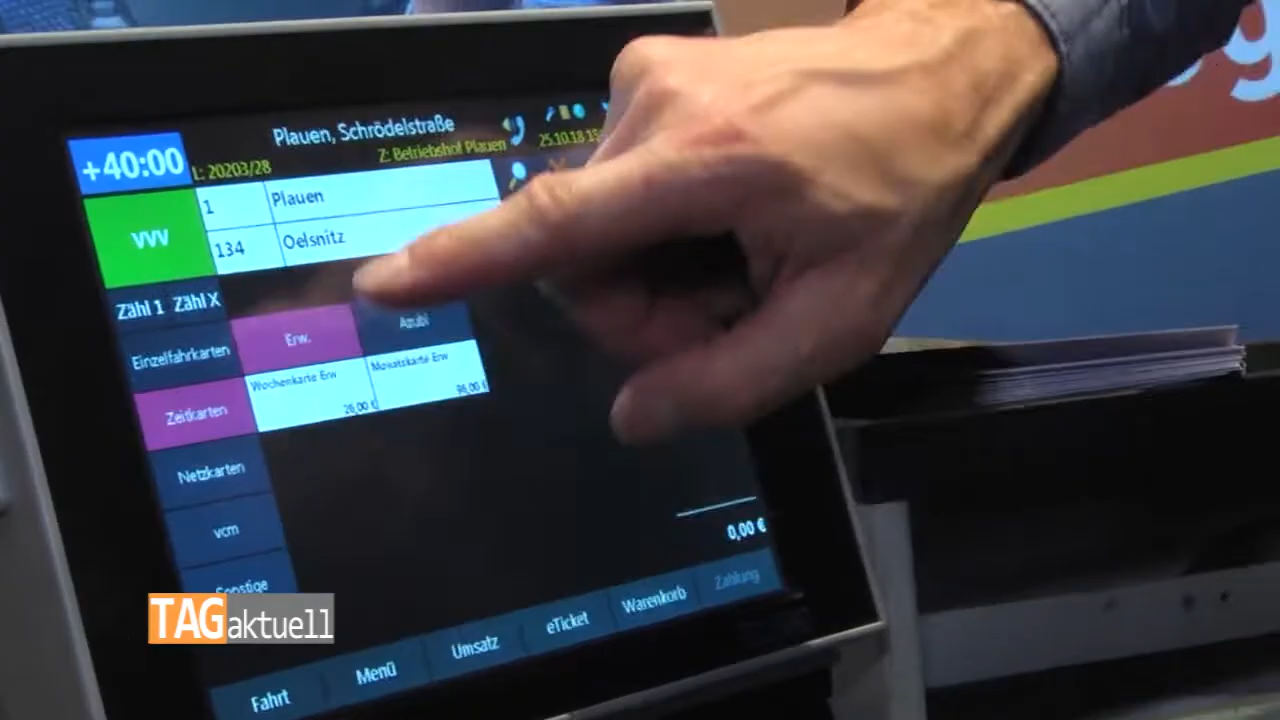 +40:00
Plauen, Schrödelstraße
L: 20203/28
Z: Betriebshof Plauen
25.10.18
VVV
1
Plauen
134
Oelsnitz
Zähl 1
Zähl X
Einzelfahrkarten
Erw.
Azubi
Zeitkarten
Wochenkarte Erw
26,00 €
Monatskarte Erw
Netzkarten
vcm
Sonstige
0,00 €
Fahrt
Menü
Umsatz
eTicket
Warenkorb
Zahlung
TAGaktuell